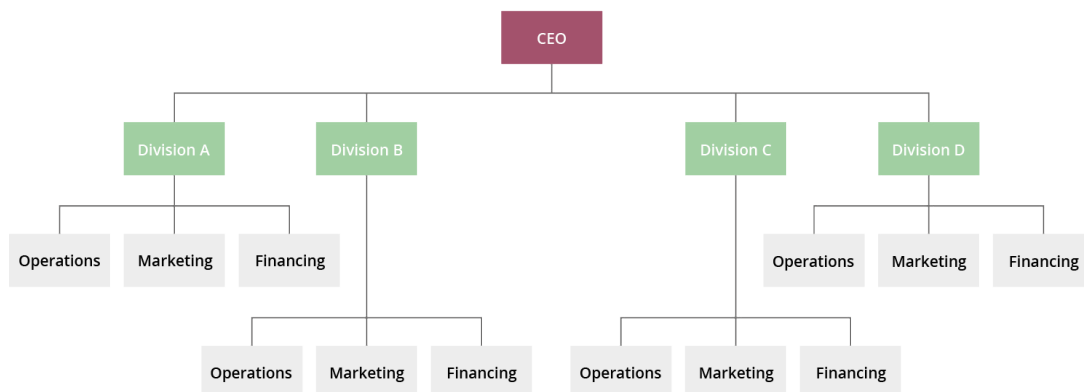 CEO
Division A
Division B
Division C
Division D
Operations
Marketing
Financing
Operations
Marketing
Financing
Operations
Marketing
Financing
Operations
Marketing
Financing